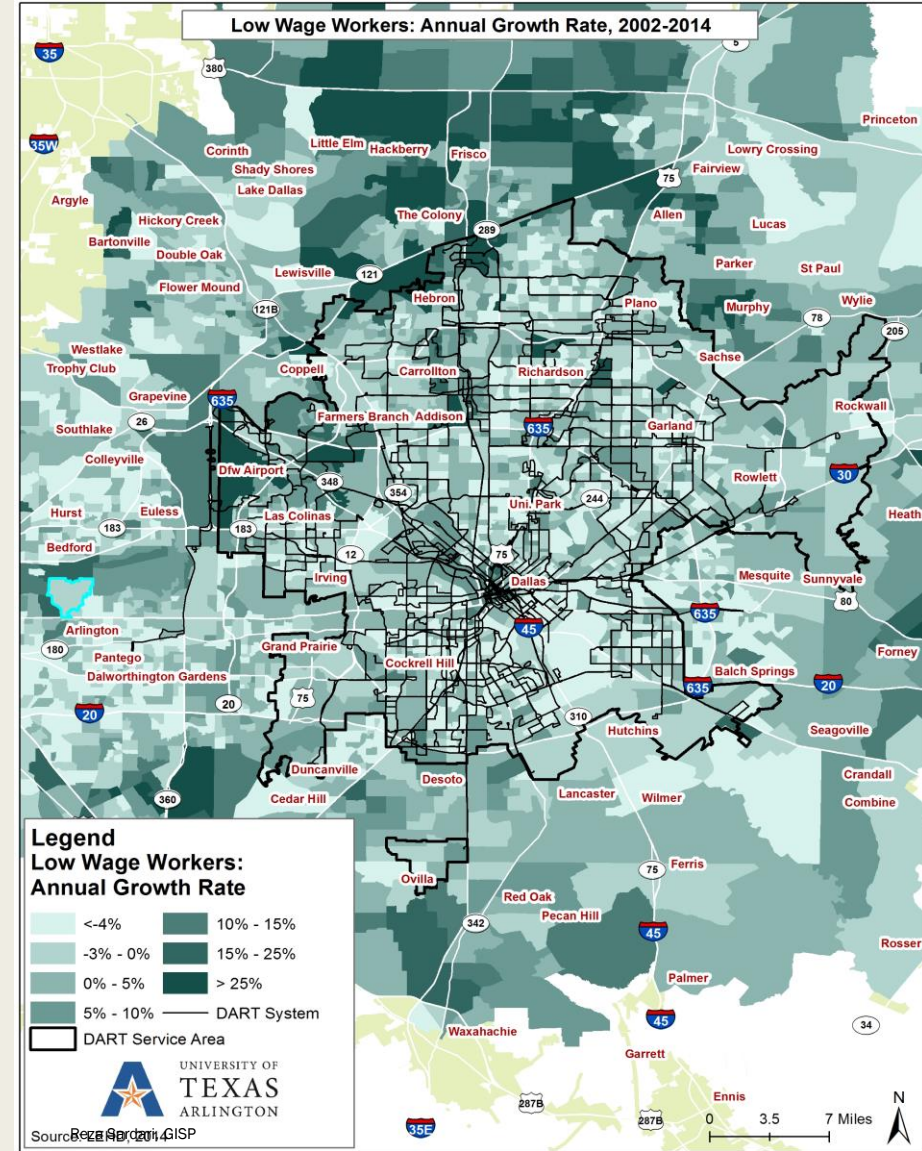 Low Wage Workers: Annual Growth Rate, 2002-2014
35
5
380
Princeton
35W
Little Elm
Hackberry
Frisco
Lowry Crossing
Corinth
Shady Shores
75
Fairview
Lake Dallas
Argyle
The Colony
Allen
Lucas
Hickory Creek
289
Bartonville
Double Oak
Parker
St Paul
Lewisville
121
Flower Mound
Hebron
Plano
Murphy
Wylie
121B
78
205
Westlake
Sachse
Trophy Club
Coppell
Carrollton
Richardson
Grapevine
635
Rockwall
26
Farmers Branch
Addison
635
Garland
Southlake
Colleyville
Dfw Airport
Rowlett
30
348
354
Uni. Park
244
Hurst
Euless
Las Colinas
Heath
183
183
Bedford
12
75
Irving
Dallas
Mesquite
Sunnyvale
80
635
Arlington
45
180
Grand Prairie
Forney
Pantego
Cockrell Hill
Balch Springs
Dalworthington Gardens
635
20
20
20
75
310
Hutchins
Seagoville
Duncanville
Desoto
Crandall
360
Cedar Hill
Lancaster
Wilmer
Combine
Legend
Low Wage Workers:
Annual Growth Rate
<-4%
10% - 15%
-3% - 0%
15% - 25%
0% - 5%
> 25%
5% - 10%
DART System
DART Service Area
Ovilla
Ferris
75
Red Oak
Pecan Hill
342
45
Rosser
Palmer
45
34
Waxahachie
Garrett
UNIVERSITY OF
TEXAS
ARLINGTON
Ennis
287B
287B
35E
N
0 3.5 7 Miles
Source: LEHD, 2014
Reza Sardari, GISP